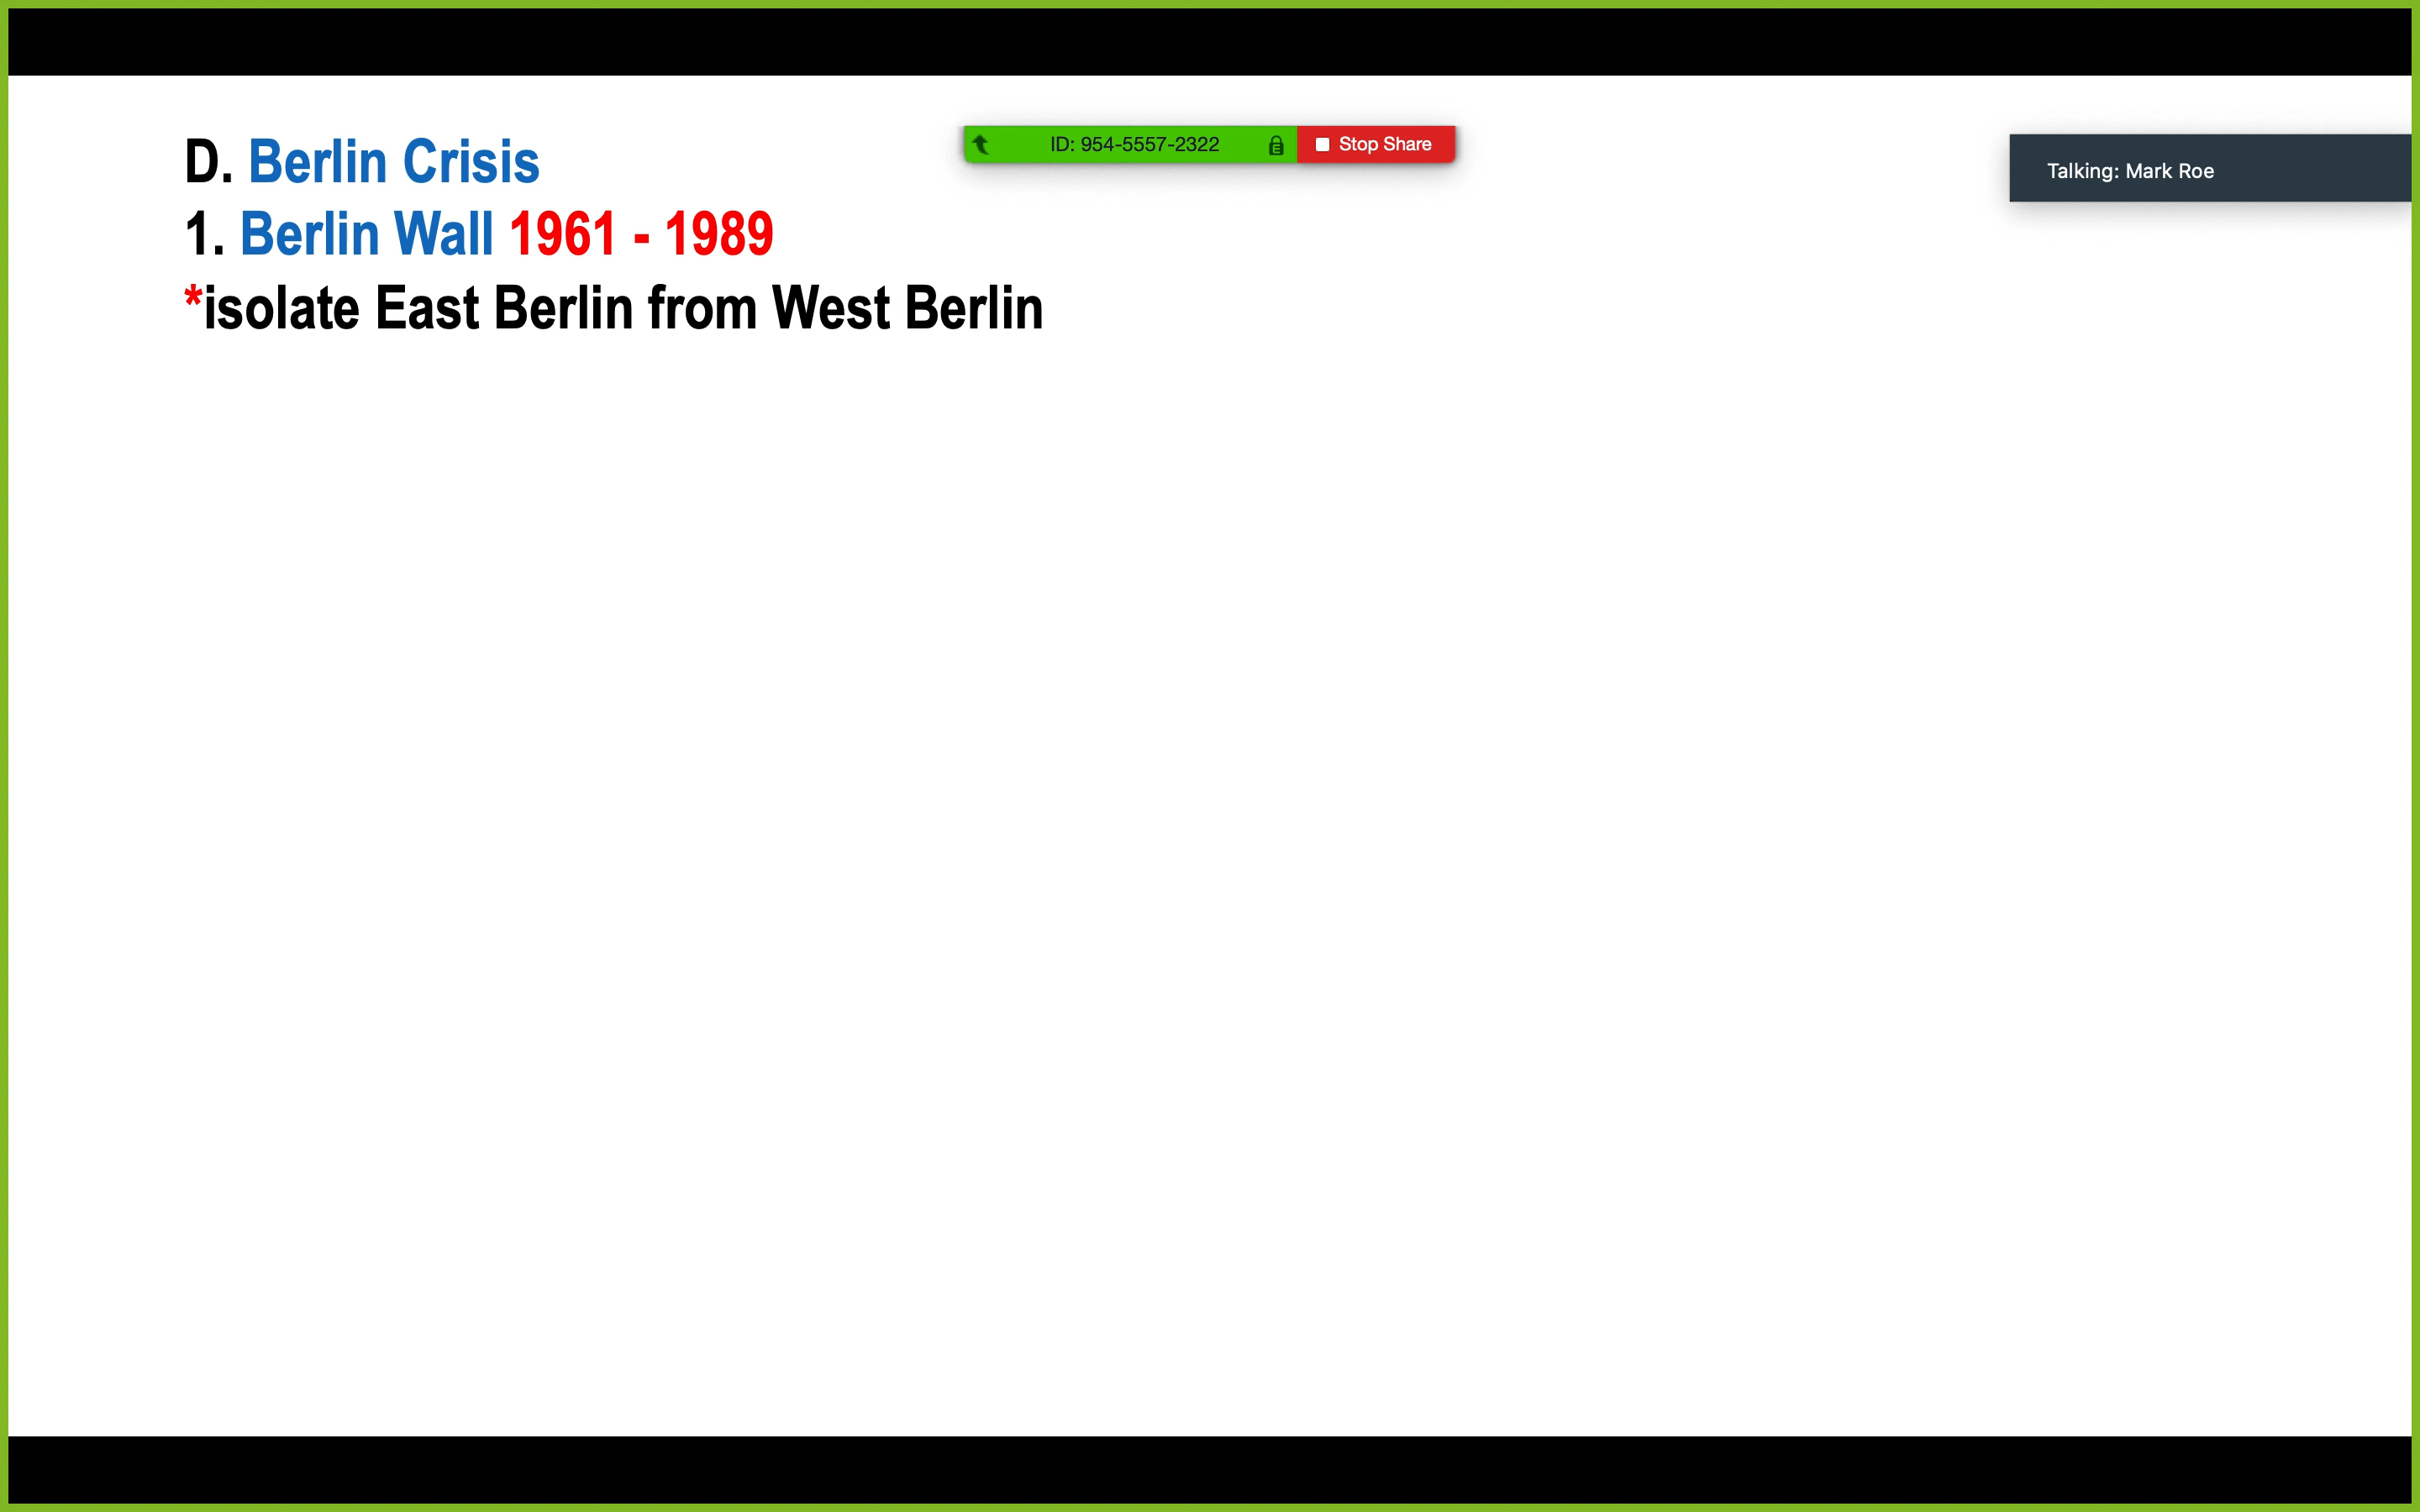 D. Berlin Crisis
1. Berlin Wall 1961 - 1989
*isolate East Berlin from West Berlin
ID: 954-5557-2322
Stop Share
Talking: Mark Roe